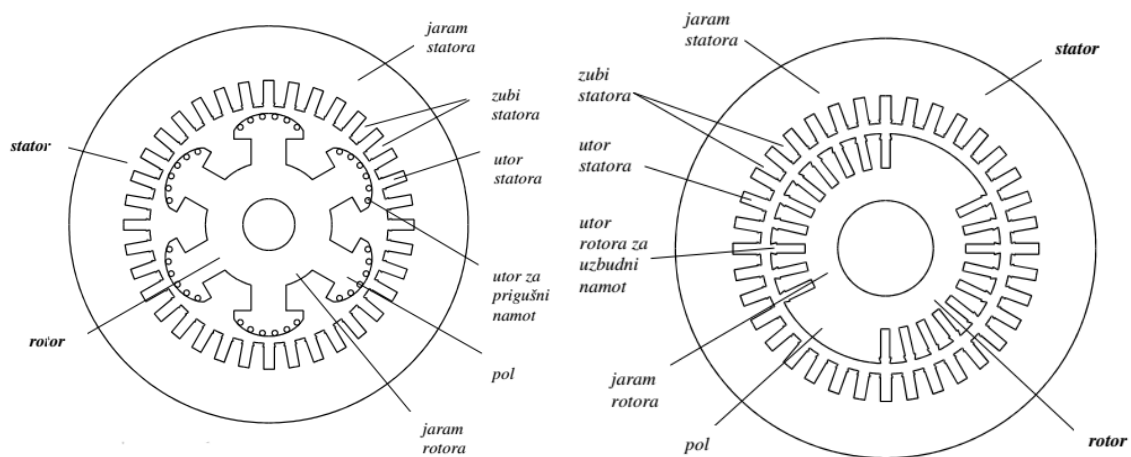 jaram
statora
zubi
statora
stator
utor
statora
utor za
prigušni
namot
rotor
pol
jaram
rotora
jaram
statora
stator
zubi
statora
utor
statora
utor
rotora za
uzbudni
namot
jaram
rotora
pol
rotor